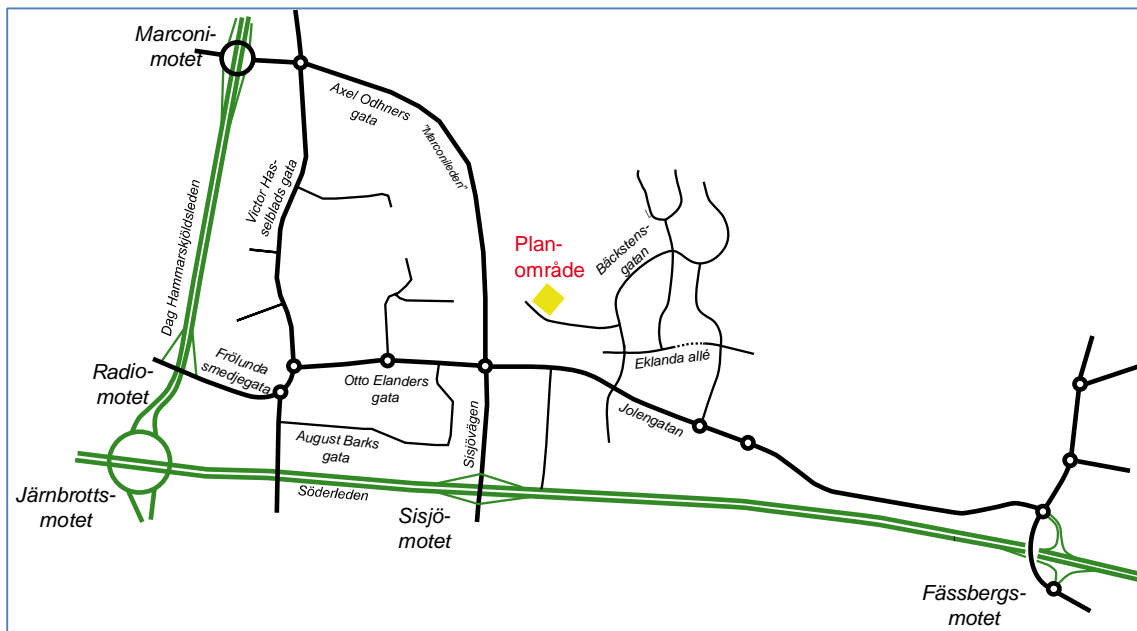 Marconi-
motet
Axel Odhners
gata
"Marconileden"
Victor Has-
selblads gata
Dag Hammarskjöldsleden
Plan-
område
Bäckstens-
gatan
Eklanda allé
Radio-
motet
Frölunda
smedjegata
Otto Elanders
gata
Jolengatan
August Barks
gata
Sisjövägen
Järnbrotts-
motet
Söderleden
Sisjö-
motet
Fässbergs-
motet